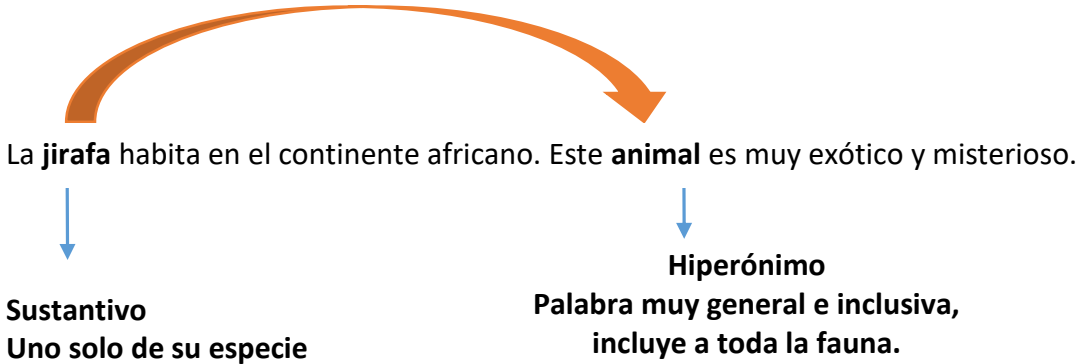 La jirafa habita en el continente africano. Este animal es muy exótico y misterioso.
Sustantivo
Uno solo de su especie
Hiperónimo
Palabra muy general e inclusiva,
incluye a toda la fauna.